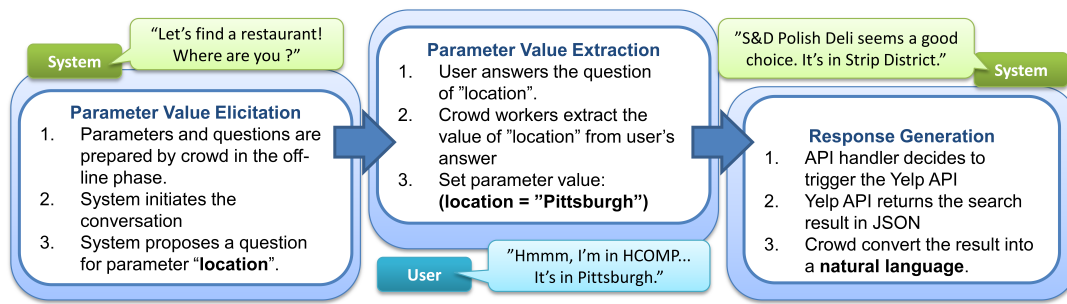 "Let's find a restaurant!
Where are you ?"
System
Parameter Value Elicitation
1. Parameters and questions are
prepared by crowd in the off-
line phase.
2. System initiates the
conversation
3. System proposes a question
for parameter "location".
Parameter Value Extraction
1. User answers the question
of "location".
2. Crowd workers extract the
value of "location" from user's
answer
3. Set parameter value:
(location = "Pittsburgh")
User
"Hmmm, I'm in HCOMP...
It's in Pittsburgh."
"S&D Polish Deli seems a good
choice. It's in Strip District."
System
Response Generation
1. API handler decides to
trigger the Yelp API
2. Yelp API returns the search
result in JSON
3. Crowd convert the result into
a natural language.